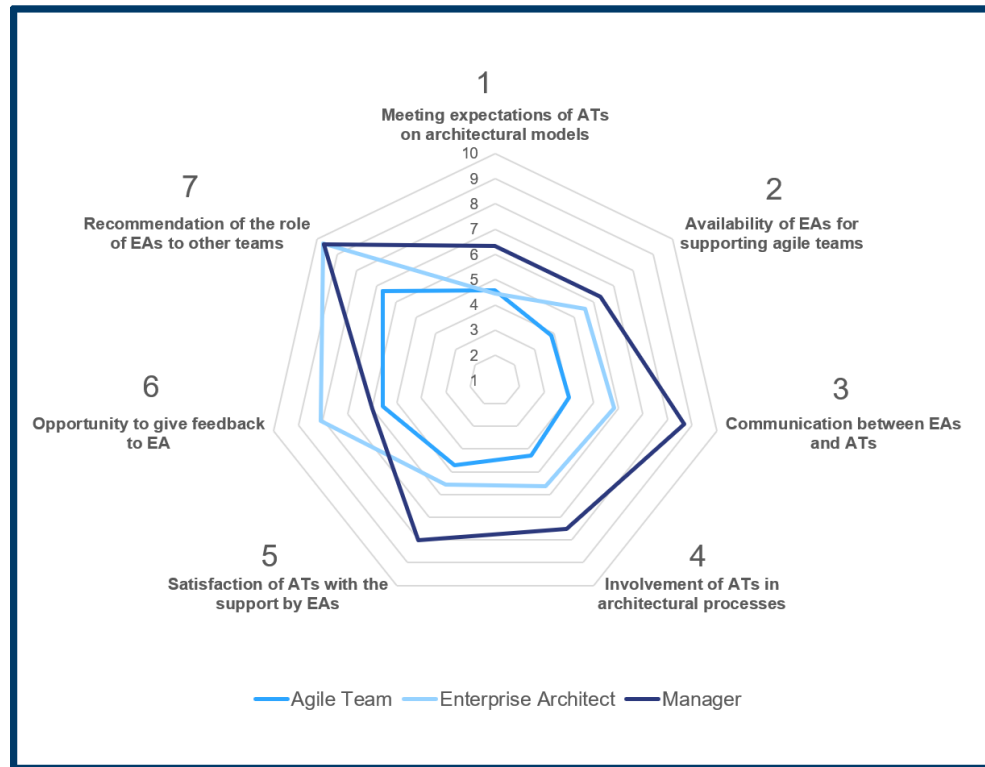 1
Meeting expectations of ATs
on architectural models
10
9
8
7
6
5
4
3
2
1
2
Availability of EAs for
supporting agile teams
3
Communication between EAs
and ATs
4
Involvement of ATs in
architectural processes
5
Satisfaction of ATs with the
support by EAs
6
Opportunity to give feedback
to EA
7
Recommendation of the role
of EAs to other teams
Agile Team Enterprise Architect Manager